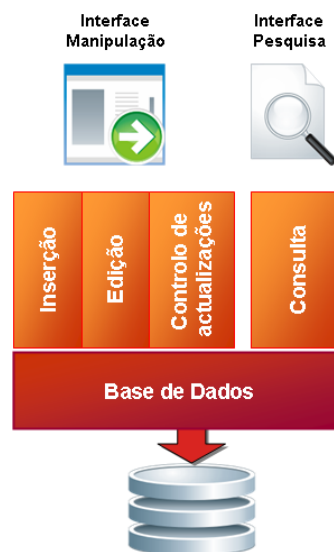 Interface
Manipulação
Interface
Pesquisa
Inserção
Edição
Controlo de
actualizações
Consulta
Base de Dados